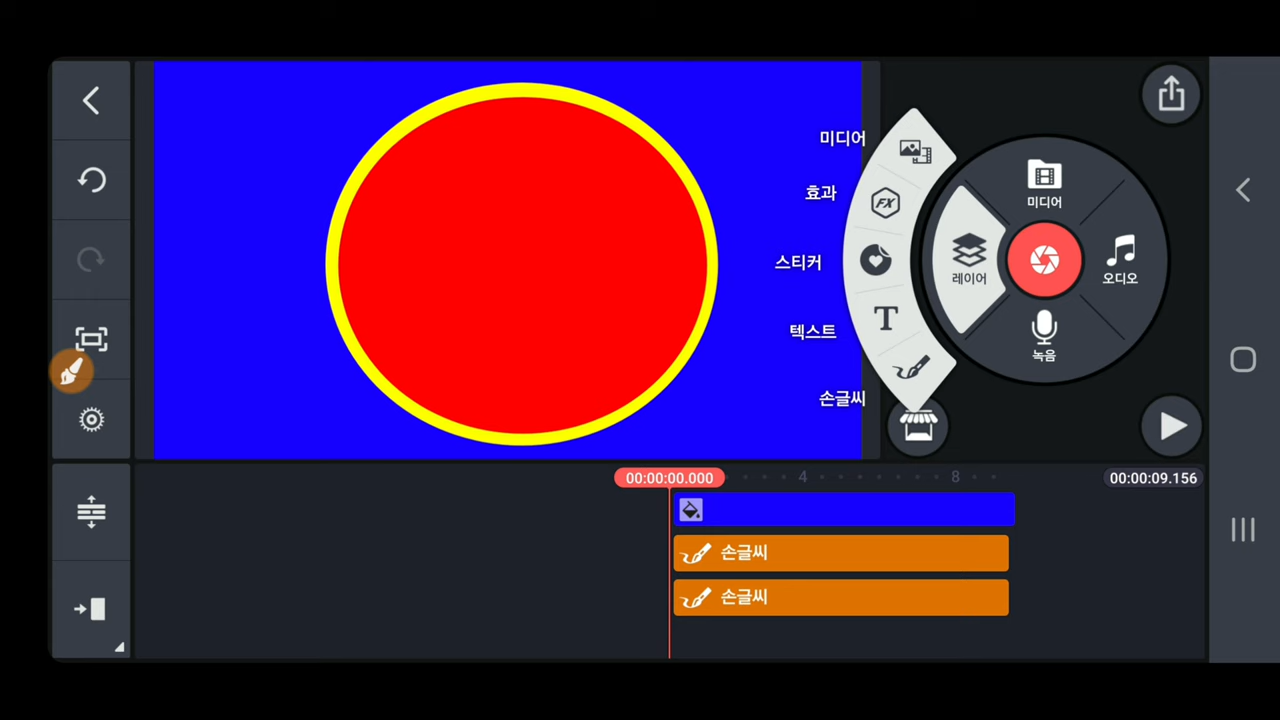 미디어
효과
스티커
텍스트
손글씨
FX
T
미디어
레이어
오디오
녹음
00:00:00.000
4
8
00:00:09.156
손글씨
손글씨